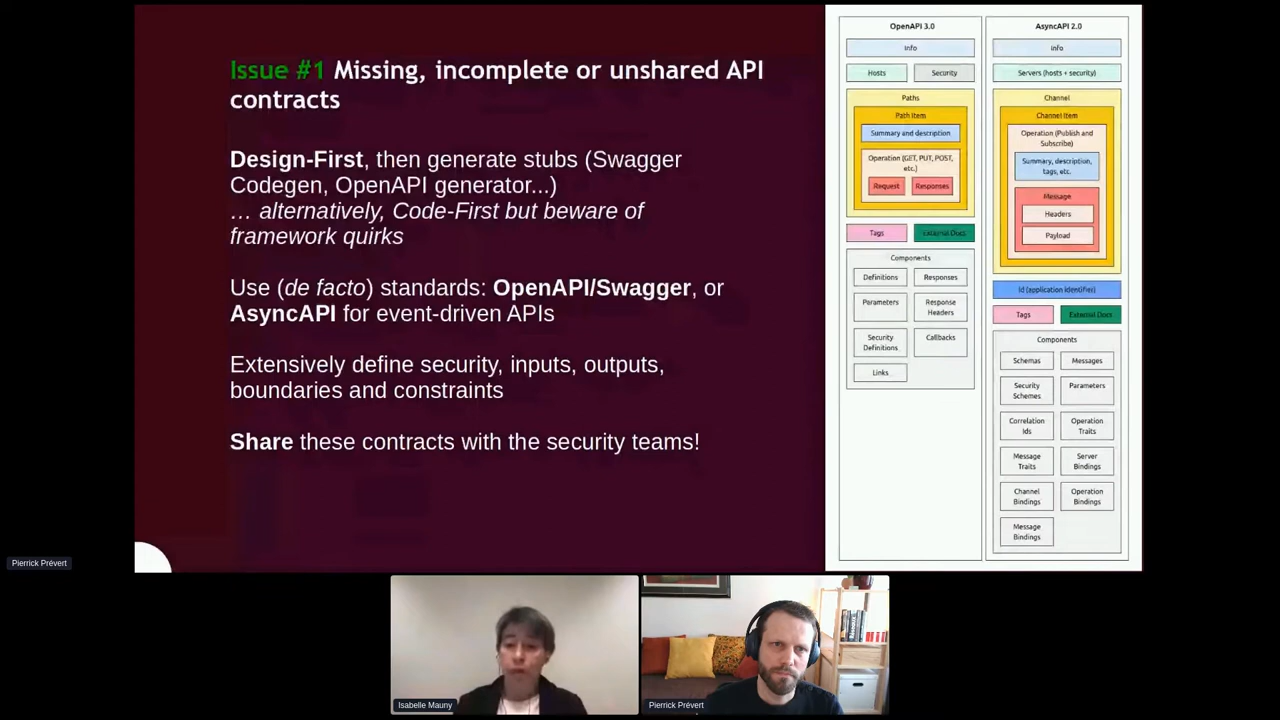 Issue #1 Missing, incomplete or unshared API
contracts
Design-First, then generate stubs (Swagger
Codegen, OpenAPI generator...)
… alternatively, Code-First but beware of
framework quirks
Use (de facto) standards: OpenAPI/Swagger, or
AsyncAPI for event-driven APIs
Extensively define security, inputs, outputs,
boundaries and constraints
Share these contracts with the security teams!
OpenAPI 3.0
Info
Hosts
Security
Paths
Path Item
Summary and description
Operation (GET, PUT, POST,
etc.)
Request
Responses
Tags
External Docs
Components
Definitions
Responses
Parameters
Response
Headers
Security
Definitions
Callbacks
Links
AsyncAPI 2.0
Info
Servers (hosts + security)
Channel
Channel Item
Operation (Publish and
Subscribe)
Summary, description,
tags, etc.
Message
Headers
Payload
Id (application identifier)
Tags
External Docs
Components
Schemas
Messages
Security
Schemes
Parameters
Correlation
Ids
Operation
Traits
Message
Traits
Server
Bindings
Channel
Bindings
Operation
Bindings
Message
Bindings
Pierrick Prévert
Isabelle Mauny
Pierrick Prévert